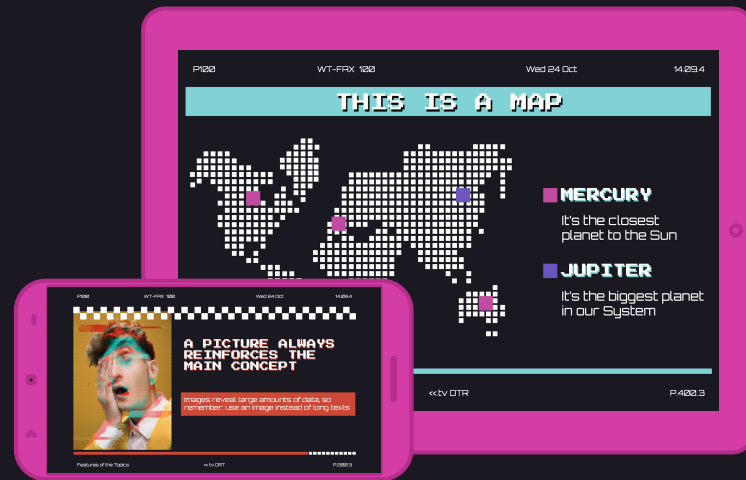 P100 WT-FAX 100 Wed 24 Oct 14.09.4
THIS IS A MAP
MERCURY
It's the closest
planet to the Sun
JUPITER
It's the biggest planet
in our System
<<.tv OTR P.400.3
P100 WT-FAX 100 Wed 24 Oct 14.09.4
A PICTURE ALWAYS
REINFORCES THE
MAIN CONCEPT
Images reveal large amounts of data, so
remember: use an image instead of long texts
Features of the Topics <<.tv ORT P.200.3